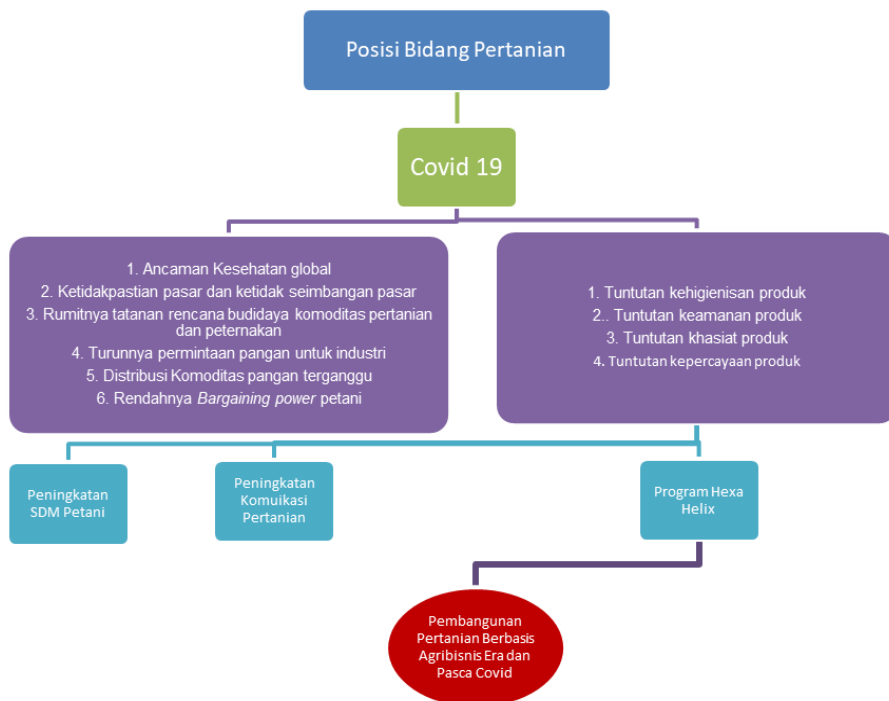 Posisi Bidang Pertanian
Covid 19
1. Ancaman Kesehatan global
2. Ketidakpastian pasar dan ketidak seimbangan pasar
3. Rumitnya tatanan rencana budidaya komoditas pertanian
dan peternakan
4. Turunnya permintaan pangan untuk industri
5. Distribusi Komoditas pangan terganggu
6. Rendahnya Bargaining power petani
1. Tuntutan kehigienisan produk
2.. Tuntutan keamanan produk
3. Tuntutan khasiat produk
4. Tuntutan kepercayaan produk
Peningkatan
SDM Petani
Peningkatan
Komuikasi
Pertanian
Program Hexa
Helix
Pembangunan
Pertanian Berbasis
Agribisnis Era dan
Pasca Covid